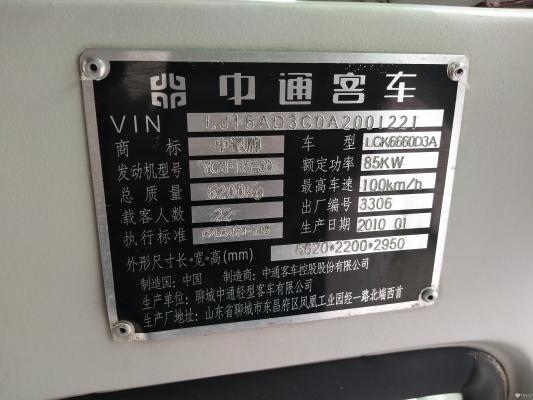 中通客车
VIN LJ16AD3C0A2001221
商标 中通牌 车型 LCK6660D3A
发动机型号 额定功率 85KW
总质量 6200kg 最高车速 100km/h
载客人数 22 出厂编号 3306
执行标准 生产日期 2010 01
外形尺寸长*宽*高(mm) 6620*2200*2950
制造国:中国 制造商:中通客车控股股份有限公司
生产单位:聊城中通轻型客车有限公司
生产厂地址:山东省聊城市东昌府区凤凰工业园经一路北端西首